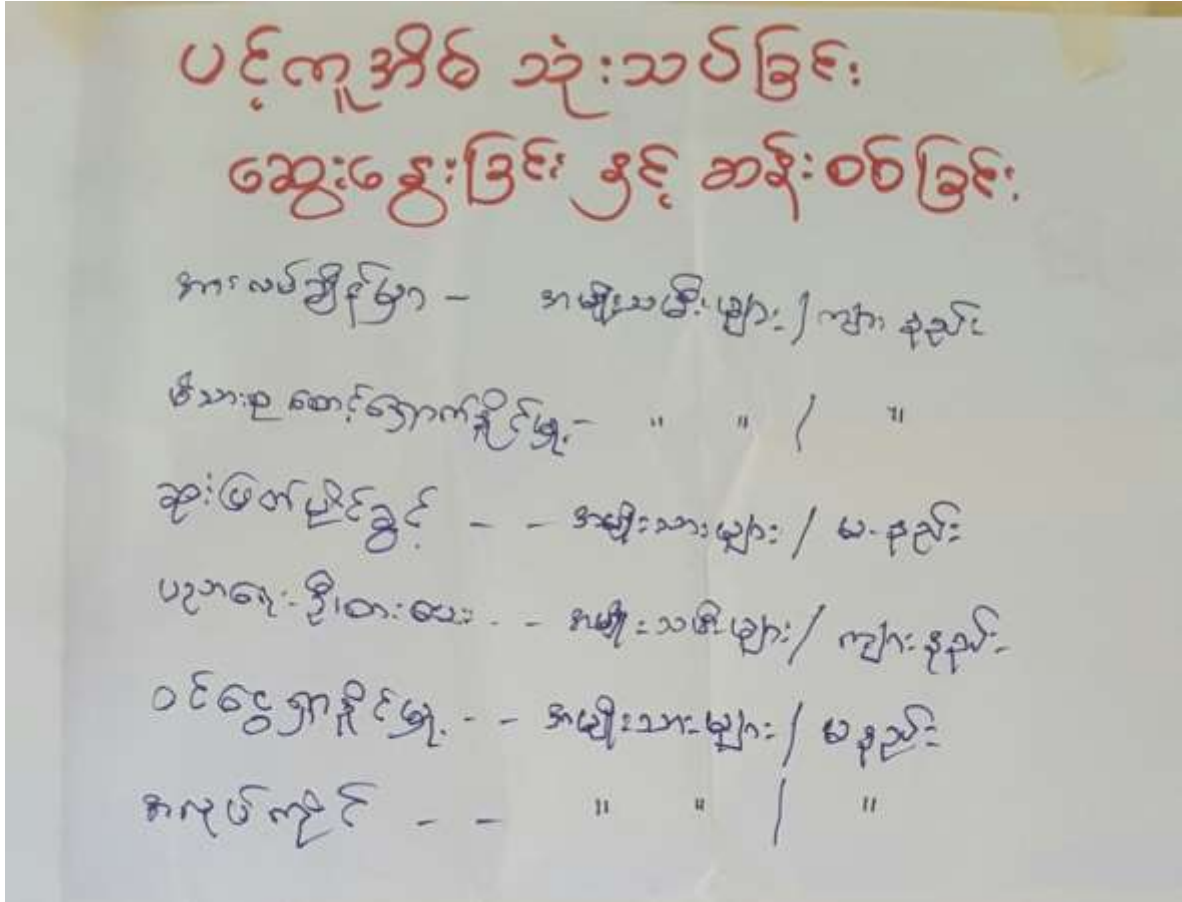 ပင့်ကူအိမ် သုံးသပ်ခြင်း
ဆွေးနွေးခြင်း နှင့် ဆန်းစစ်ခြင်း
အားလပ်ချိန်မှာ - အမျိုးသမီးများ / ကျား နည်း
မိသားစု စောင့်ရှောက်နိုင်မှု - " " / "
ဆုံးဖြတ်ပိုင်ခွင့် - - အမျိုးသားများ / မ-နည်း
ပညာရေး ဦးစားပေး - - အမျိုးသမီးများ / ကျား နည်း
ဝင်ငွေရှာနိုင်မှု - - အမျိုးသားများ / မ နည်း
အလုပ်ကိုင် - - " " / "